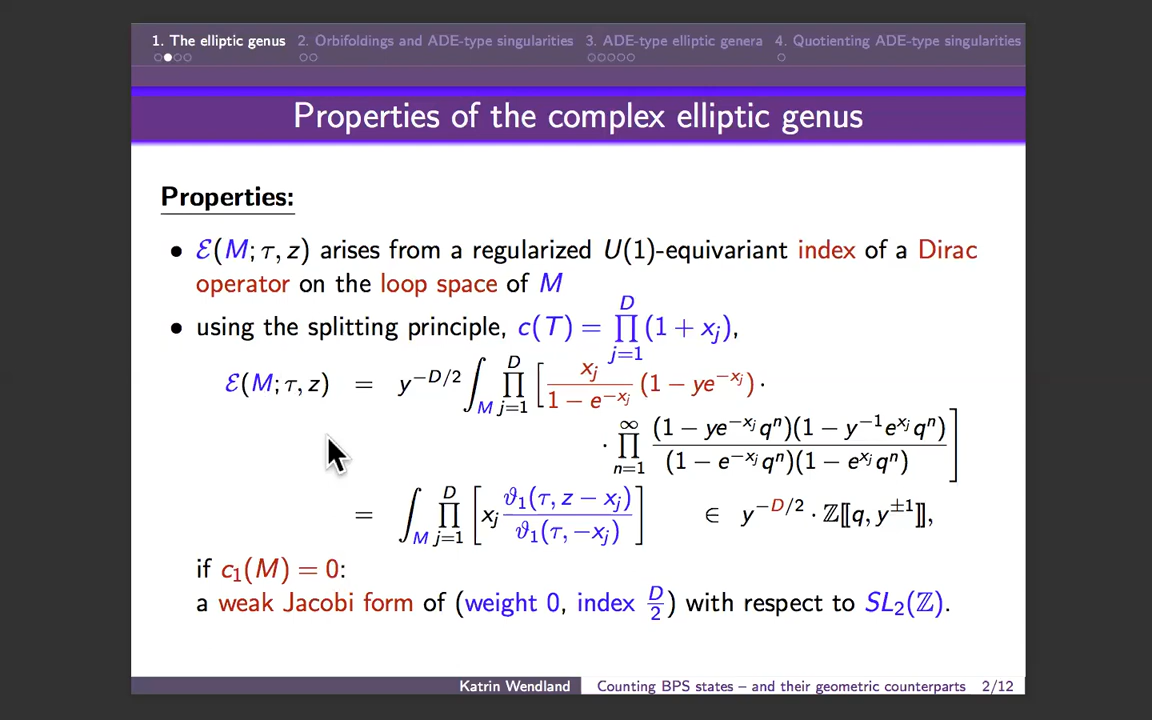 1. The elliptic genus 2. Orbifoldings and ADE-type singularities 3. ADE-type elliptic genera 4. Quotienting ADE-type singularities
Properties of the complex elliptic genus
Properties:
• ℰ(M; τ, z) arises from a regularized U(1)-equivariant index of a Dirac
operator on the loop space of M
• using the splitting principle, c(T) = ∏_{j=1}^{D} (1 + x_j),
ℰ(M; τ, z) = y^{−D/2} ∫_M ∏_{j=1}^{D} [ x_j / (1 − e^{−x_j}) (1 − ye^{−x_j}) ·
· ∏_{n=1}^{∞} (1 − ye^{−x_j}q^n)(1 − y^{−1}e^{x_j}q^n) / (1 − e^{−x_j}q^n)(1 − e^{x_j}q^n) ]
= ∫_M ∏_{j=1}^{D} [ x_j ϑ_1(τ, z − x_j) / ϑ_1(τ, −x_j) ] ∈ y^{−D/2} · ℤ⟦q, y^{±1}⟧,
if c_1(M) = 0:
a weak Jacobi form of (weight 0, index D/2) with respect to SL_2(ℤ).
Katrin Wendland Counting BPS states – and their geometric counterparts 2/12